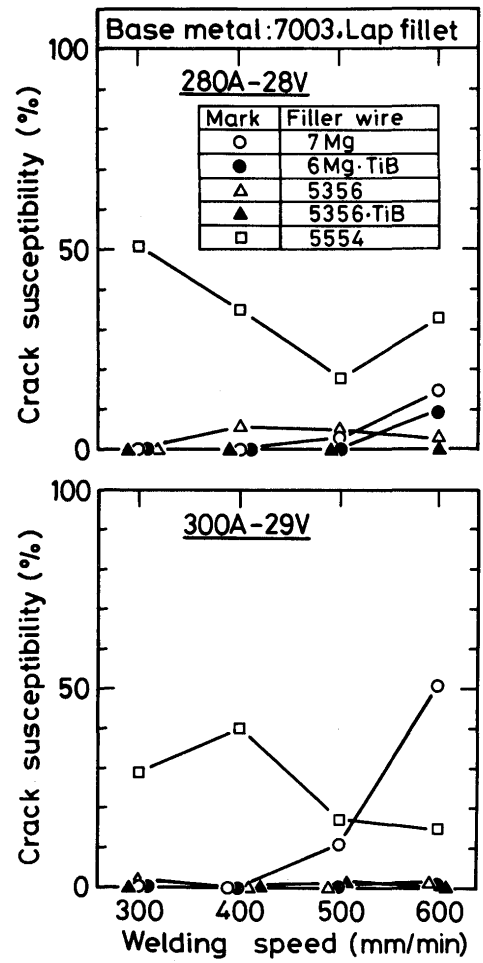 Base metal:7003,Lap fillet
100
280A-28V
Mark Filler wire
7Mg
6Mg·TiB
5356
5356·TiB
5554
50
0
Crack susceptibility (%)
100
300A-29V
50
0
Crack susceptibility (%)
300 400 500 600
Welding speed (mm/min)